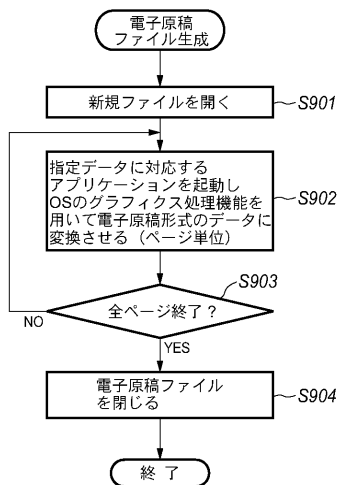 電子原稿
ファイル生成
新規ファイルを開く
S901
指定データに対応する
アプリケーションを起動し
OSのグラフィクス処理機能を
用いて電子原稿形式のデータに
変換させる（ページ単位）
S902
S903
全ページ終了？
NO
YES
電子原稿ファイル
を閉じる
S904
終 了